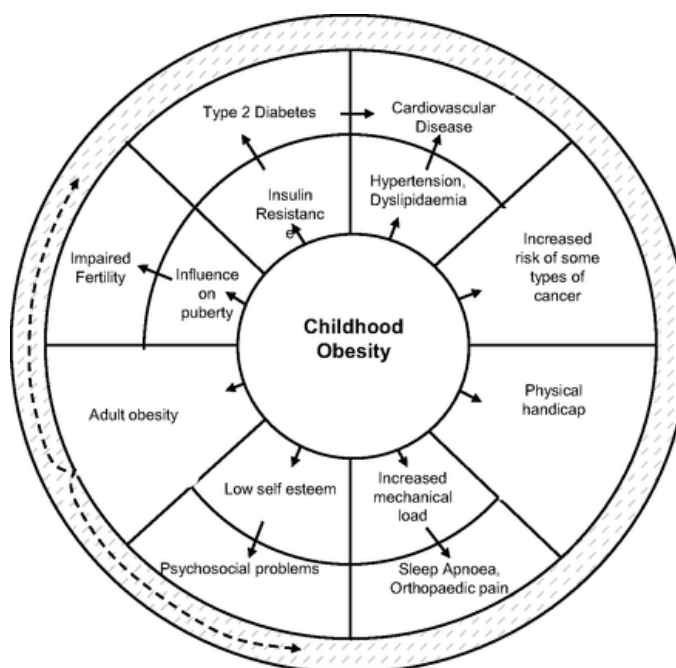 Type 2 Diabetes
Cardiovascular
Disease
Insulin
Resistanc
e
Hypertension,
Dyslipidaemia
Impaired
Fertility
Influence
on
puberty
Increased
risk of some
types of
cancer
Childhood
Obesity
Adult obesity
Physical
handicap
Low self esteem
Increased
mechanical
load
Psychosocial problems
Sleep Apnoea,
Orthopaedic pain